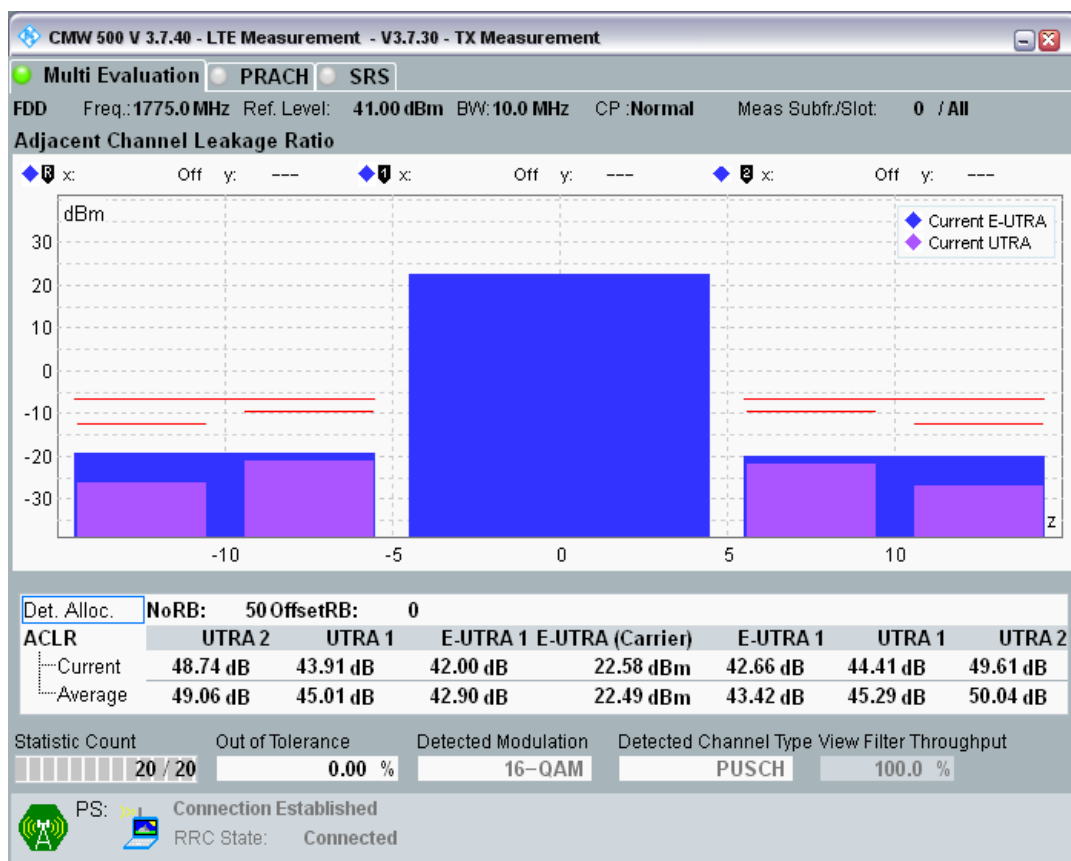 CMW 500 V 3.7.40 - LTE Measurement - V3.7.30 - TX Measurement
Multi Evaluation PRACH SRS
FDD Freq.: 1775.0 MHz Ref. Level: 41.00 dBm BW: 10.0 MHz CP :Normal Meas Subfr./Slot: 0 / All
Adjacent Channel Leakage Ratio
R x: Off y: --- 1 x: Off y: --- 2 x: Off y: ---
dBm
Current E-UTRA
Current UTRA
30
20
10
0
-10
-20
-30
z
-10 -5 0 5 10
Det. Alloc. NoRB: 50 OffsetRB: 0
ACLR UTRA 2 UTRA 1 E-UTRA 1 E-UTRA (Carrier) E-UTRA 1 UTRA 1 UTRA 2
Current 48.74 dB 43.91 dB 42.00 dB 22.58 dBm 42.66 dB 44.41 dB 49.61 dB
Average 49.06 dB 45.01 dB 42.90 dB 22.49 dBm 43.42 dB 45.29 dB 50.04 dB
Statistic Count Out of Tolerance Detected Modulation Detected Channel Type View Filter Throughput
20 / 20 0.00 % 16-QAM PUSCH 100.0 %
PS: Connection Established
RRC State: Connected